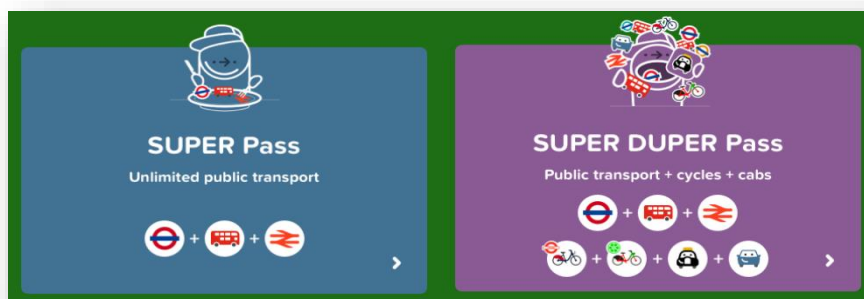 SUPER Pass
Unlimited public transport
+ +
SUPER DUPER Pass
Public transport + cycles + cabs
+ +
+ + +